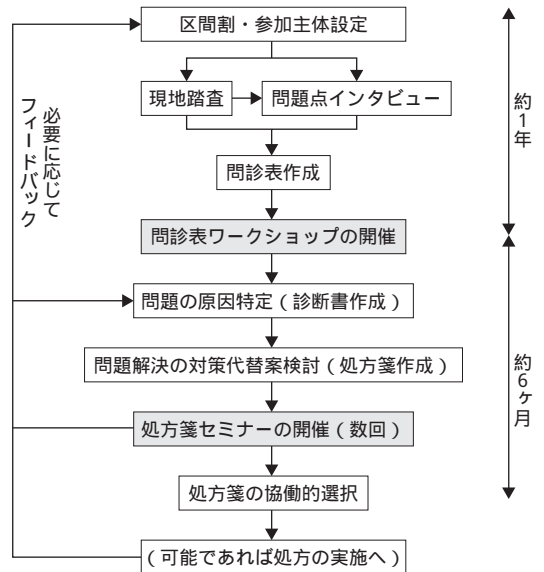 区間割・参加主体設定
現地踏査
問題点インタビュー
問診表作成
問診表ワークショップの開催
問題の原因特定(診断書作成)
問題解決の対策代替案検討(処方箋作成)
処方箋セミナーの開催(数回)
処方箋の協働的選択
(可能であれば処方の実施へ)
必要に応じて
フィードバック
約1年
約6ヶ月